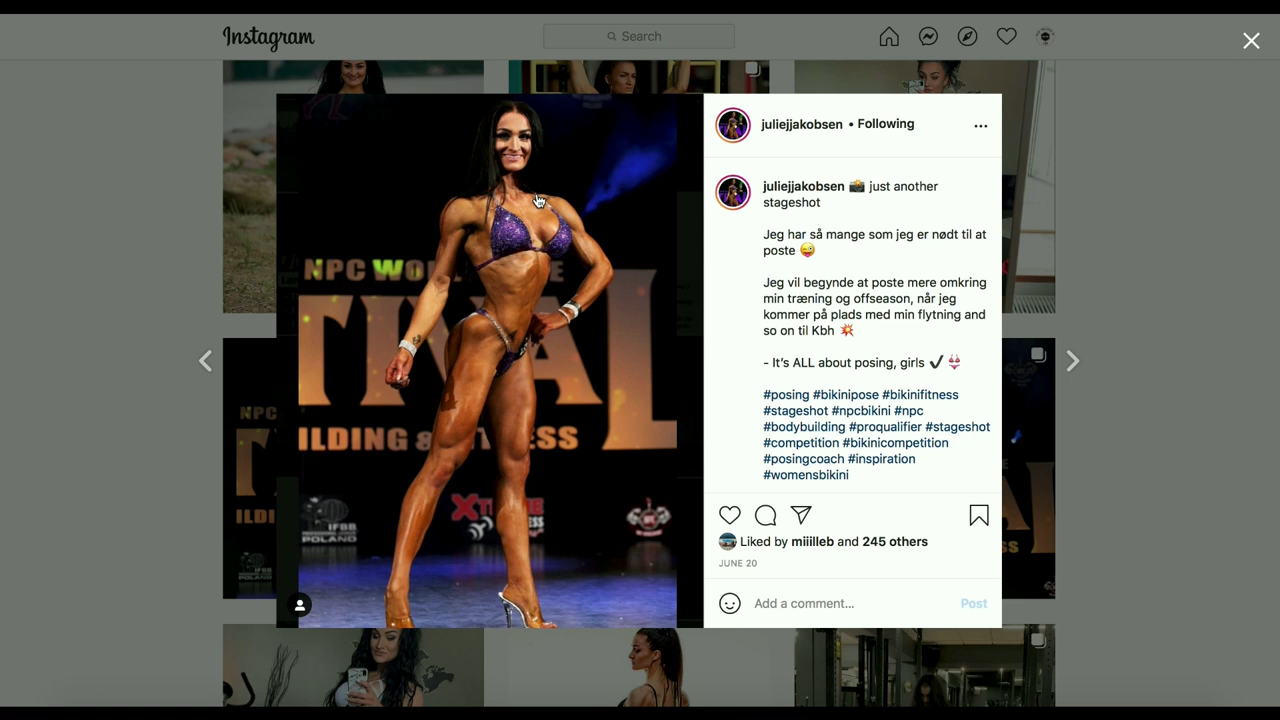 Instagram
Search
juliejjakobsen • Following
juliejjakobsen 📸 just another
stageshot
Jeg har så mange som jeg er nødt til at
poste 😜
Jeg vil begynde at poste mere omkring
min træning og offseason, når jeg
kommer på plads med min flytning and
so on til Kbh 💥
- It's ALL about posing, girls ✔️ 👙
#posing #bikinipose #bikinifitness
#stageshot #npcbikini #npc
#bodybuilding #proqualifier #stageshot
#competition #bikinicompetition
#posingcoach #inspiration
#womensbikini
Liked by miiilleb and 245 others
JUNE 20
Add a comment...
Post
NPC WO
TIVAL
ILDING & FITNESS
IFBB
POLAND
NPC
ILDI